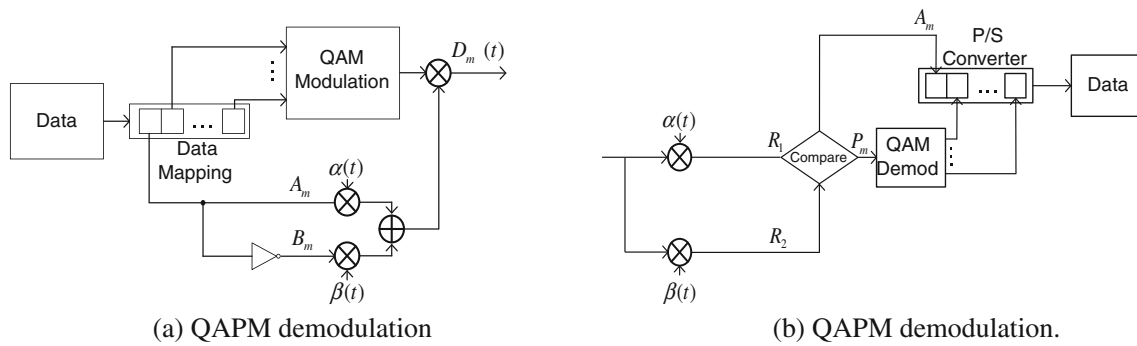 Data
Data
Mapping
...
QAM
Modulation
D_m (t)
A_m
α(t)
B_m
β(t)
(a) QAPM demodulation
A_m
P/S
Converter
...
Data
α(t)
R_1
Compare
P_m
QAM
Demod
R_2
β(t)
(b) QAPM demodulation.